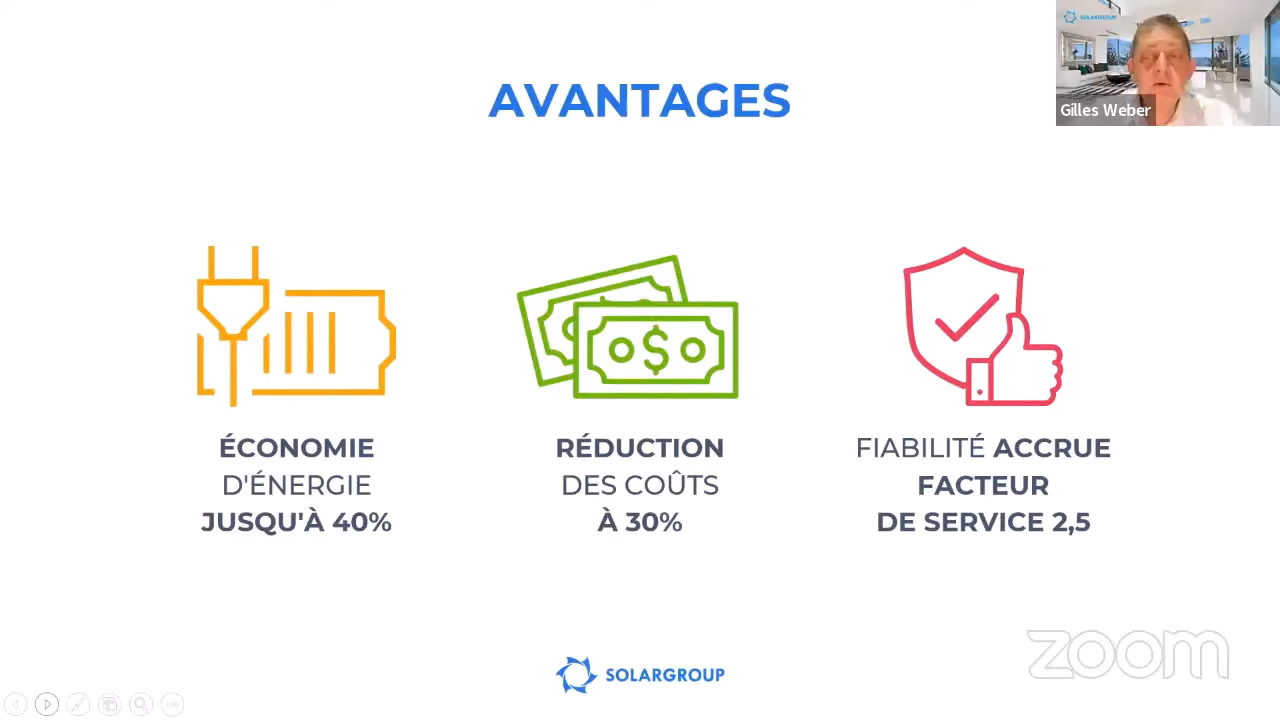 SOLARGROUP
Gilles Weber
AVANTAGES
ÉCONOMIE
D'ÉNERGIE
JUSQU'À 40%
RÉDUCTION
DES COÛTS
À 30%
FIABILITÉ ACCRUE
FACTEUR
DE SERVICE 2,5
SOLARGROUP
zoom